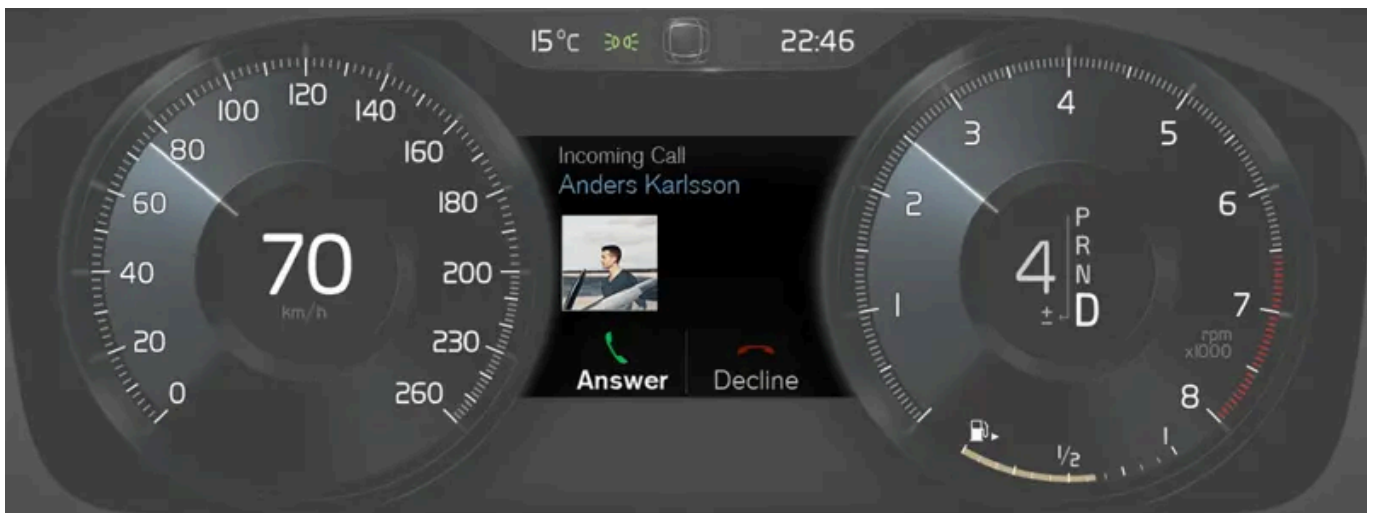 15°C 22:46
0
20
40
60
80
100
120
140
160
180
200
230
260
70
km/h
Incoming Call
Anders Karlsson
Answer Decline
1
2
3
4
5
6
7
8
rpm
x1000
4
±
P
R
N
D
1/2
1